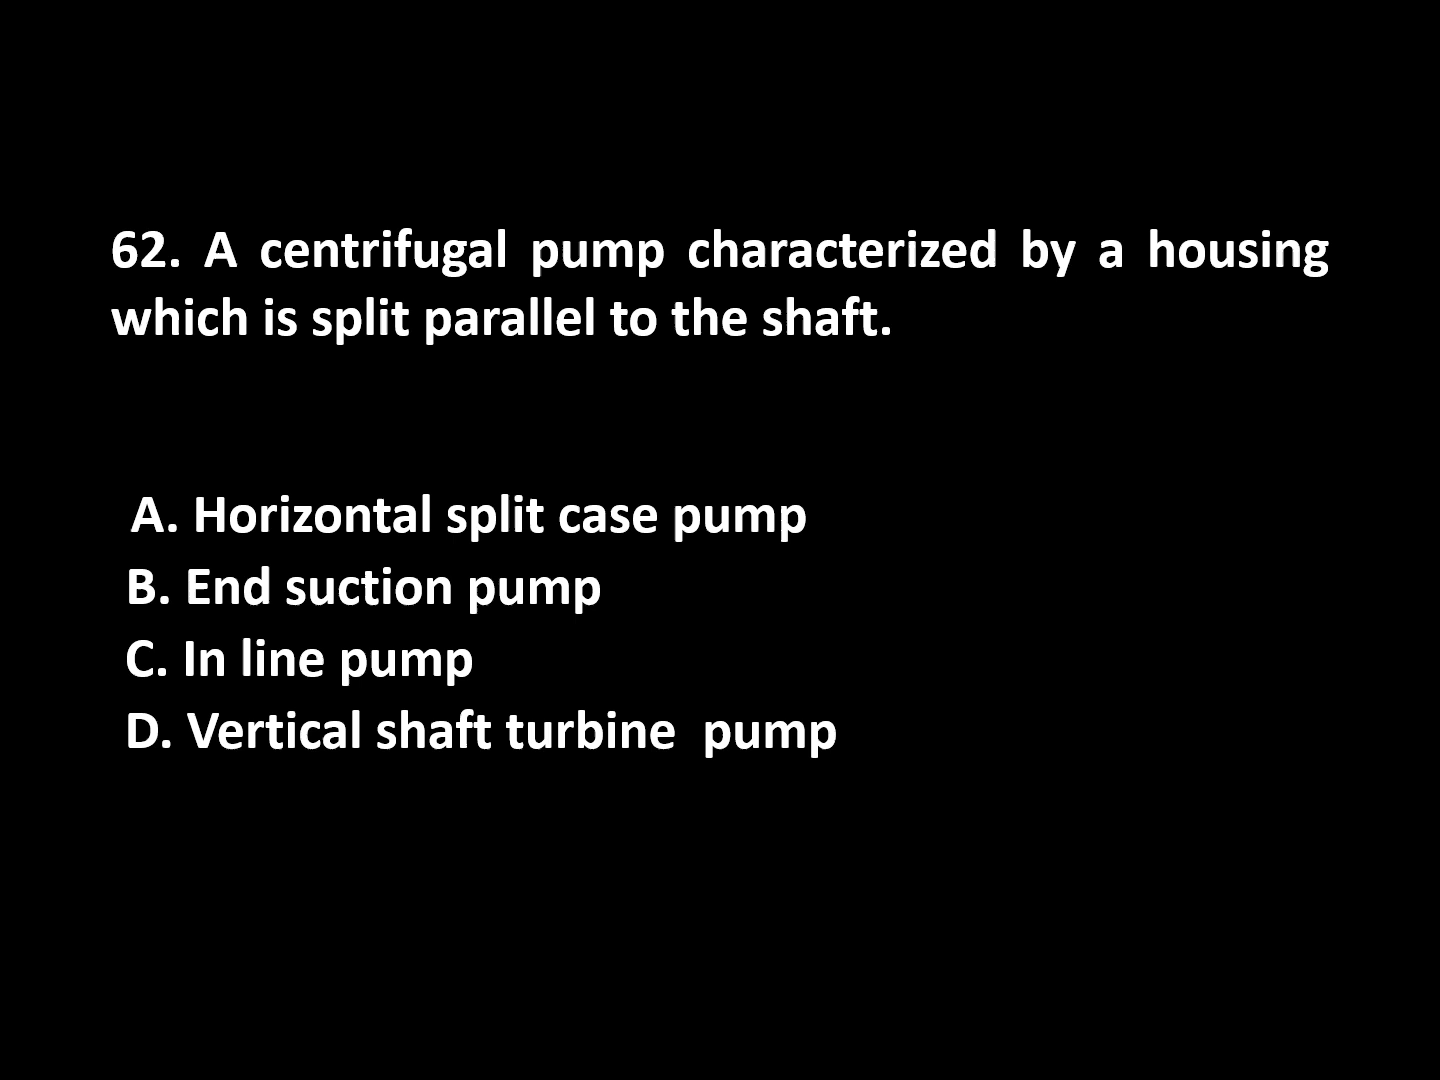 62. A centrifugal pump characterized by a housing
which is split parallel to the shaft.
A. Horizontal split case pump
B. End suction pump
C. In line pump
D. Vertical shaft turbine  pump